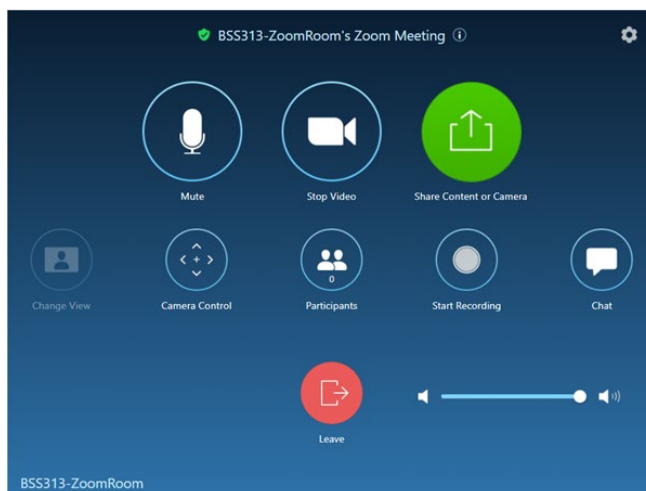 BSS313-ZoomRoom's Zoom Meeting
Mute
Stop Video
Share Content or Camera
0
Change View
Camera Control
Participants
Start Recording
Chat
Leave
BSS313-ZoomRoom